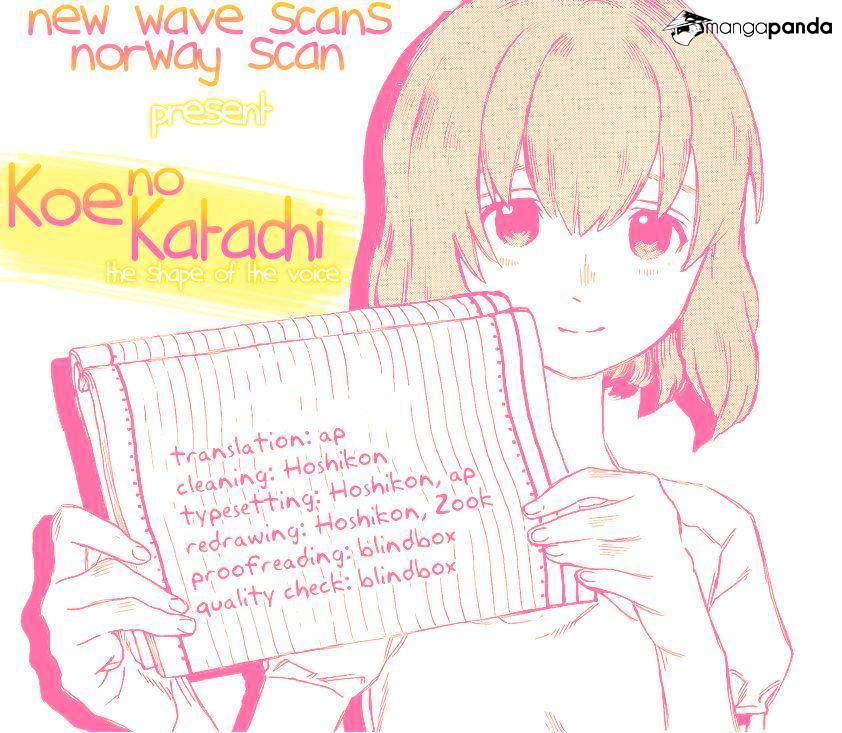 new wave scans
norway scan
present
mangapanda
Koe no Katachi
the shape of the voice
translation: ap
cleaning: Hoshikon
typesetting: Hoshikon, ap
redrawing: Hoshikon, Zook
proofreading: blindbox
quality check: blindbox